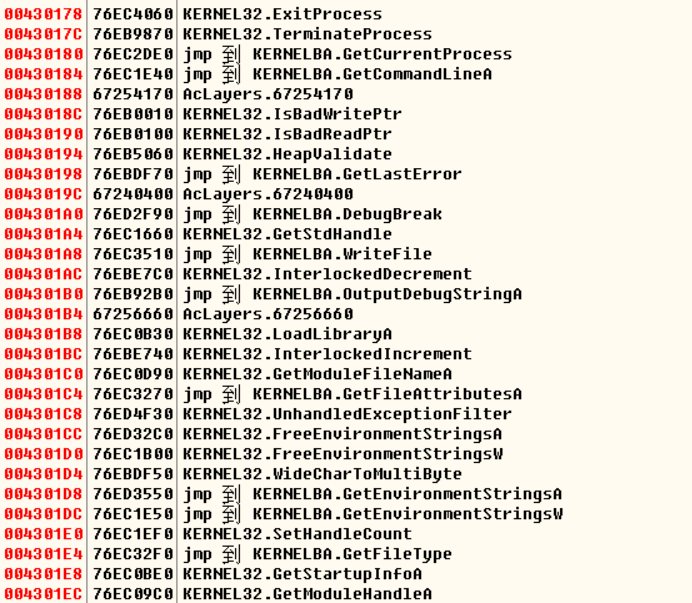 00430178 76EC4060 KERNEL32.ExitProcess
0043017C 76EB9870 KERNEL32.TerminateProcess
00430180 76EC2DE0 jmp 到 KERNELBA.GetCurrentProcess
00430184 76EC1E40 jmp 到 KERNELBA.GetCommandLineA
00430188 67254170 AcLayers.67254170
0043018C 76EB0010 KERNEL32.IsBadWritePtr
00430190 76EB0100 KERNEL32.IsBadReadPtr
00430194 76EB5060 KERNEL32.HeapValidate
00430198 76EBDF70 jmp 到 KERNELBA.GetLastError
0043019C 67240400 AcLayers.67240400
004301A0 76ED2F90 jmp 到 KERNELBA.DebugBreak
004301A4 76EC1660 KERNEL32.GetStdHandle
004301A8 76EC3510 jmp 到 KERNELBA.WriteFile
004301AC 76EBE7C0 KERNEL32.InterlockedDecrement
004301B0 76EB92B0 jmp 到 KERNELBA.OutputDebugStringA
004301B4 67256660 AcLayers.67256660
004301B8 76EC0B30 KERNEL32.LoadLibraryA
004301BC 76EBE740 KERNEL32.InterlockedIncrement
004301C0 76EC0D90 KERNEL32.GetModuleFileNameA
004301C4 76EC3270 jmp 到 KERNELBA.GetFileAttributesA
004301C8 76ED4F30 KERNEL32.UnhandledExceptionFilter
004301CC 76ED32C0 KERNEL32.FreeEnvironmentStringsA
004301D0 76EC1B00 KERNEL32.FreeEnvironmentStringsW
004301D4 76EBDF50 KERNEL32.WideCharToMultiByte
004301D8 76ED3550 jmp 到 KERNELBA.GetEnvironmentStringsA
004301DC 76EC1E50 jmp 到 KERNELBA.GetEnvironmentStringsW
004301E0 76EC1EF0 KERNEL32.SetHandleCount
004301E4 76EC32F0 jmp 到 KERNELBA.GetFileType
004301E8 76EC0BE0 KERNEL32.GetStartupInfoA
004301EC 76EC09C0 KERNEL32.GetModuleHandleA